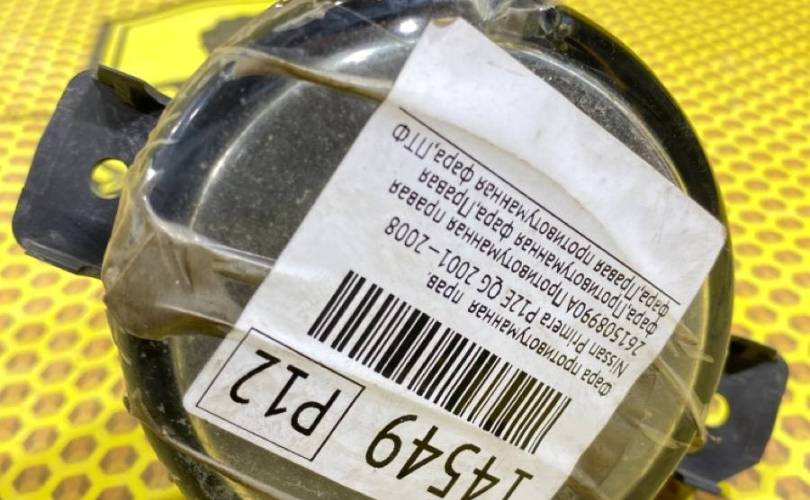 14549
P12
Фара противотуманная прав.
Nissan Primera P12E QG 2001-2008
261508990A Противотуманная правая
фара,Противотуманная фара,Правая
фара,Правая противотуманная фара,ПТФ